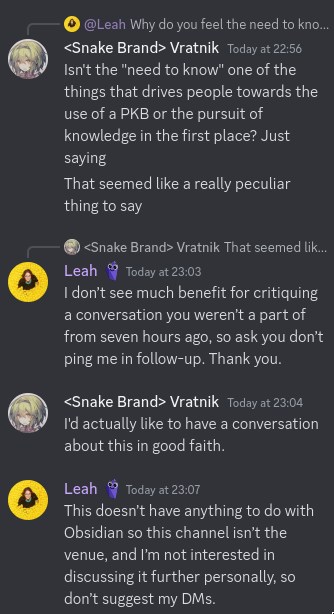 @Leah Why do you feel the need to kno...
<Snake Brand> Vratnik Today at 22:56
Isn't the "need to know" one of the
things that drives people towards the
use of a PKB or the pursuit of
knowledge in the first place? Just
saying
That seemed like a really peculiar
thing to say
<Snake Brand> Vratnik That seemed lik...
Leah Today at 23:03
I don't see much benefit for critiquing
a conversation you weren't a part of
from seven hours ago, so ask you don't
ping me in follow-up. Thank you.
<Snake Brand> Vratnik Today at 23:04
I'd actually like to have a conversation
about this in good faith.
Leah Today at 23:07
This doesn't have anything to do with
Obsidian so this channel isn't the
venue, and I'm not interested in
discussing it further personally, so
don't suggest my DMs.